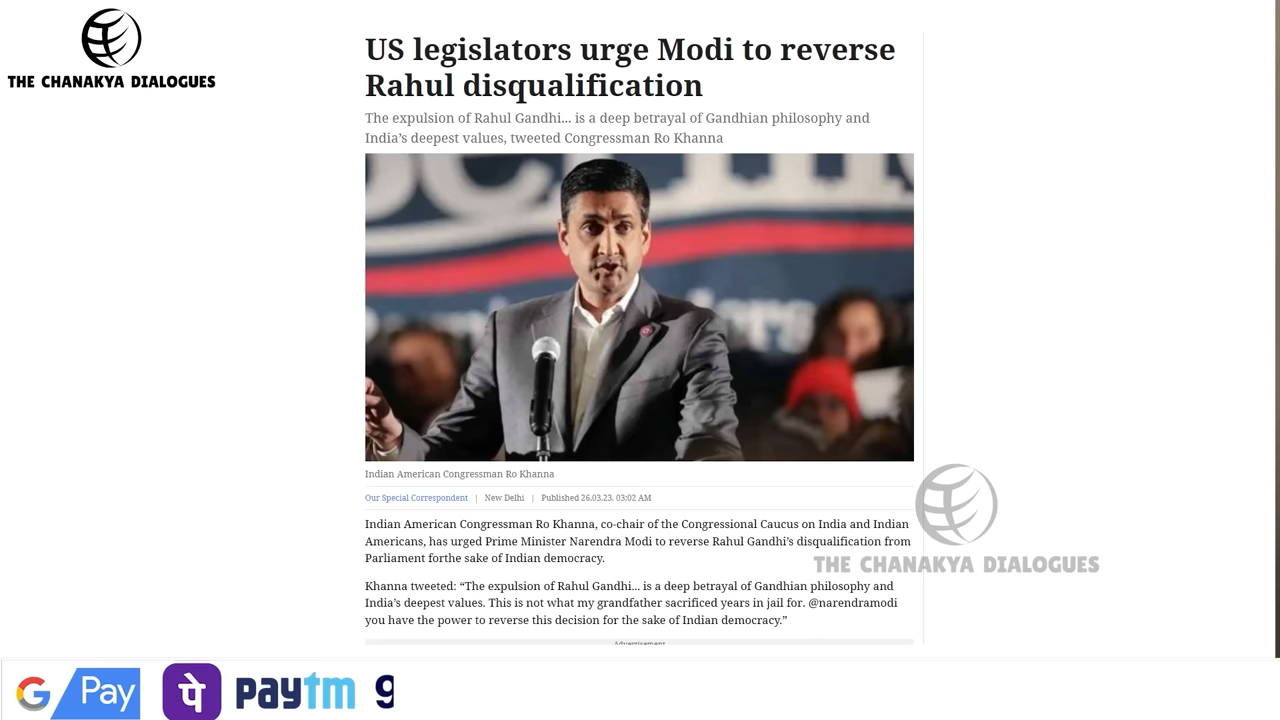 THE CHANAKYA DIALOGUES
US legislators urge Modi to reverse
Rahul disqualification
The expulsion of Rahul Gandhi... is a deep betrayal of Gandhian philosophy and
India’s deepest values, tweeted Congressman Ro Khanna
Indian American Congressman Ro Khanna
Our Special Correspondent | New Delhi | Published 26.03.23, 03:02 AM
Indian American Congressman Ro Khanna, co-chair of the Congressional Caucus on India and Indian
Americans, has urged Prime Minister Narendra Modi to reverse Rahul Gandhi’s disqualification from
Parliament forthe sake of Indian democracy.
THE CHANAKYA DIALOGUES
Khanna tweeted: “The expulsion of Rahul Gandhi... is a deep betrayal of Gandhian philosophy and
India’s deepest values. This is not what my grandfather sacrificed years in jail for. @narendramodi
you have the power to reverse this decision for the sake of Indian democracy.”
Advertisement
G Pay पे paytm 9